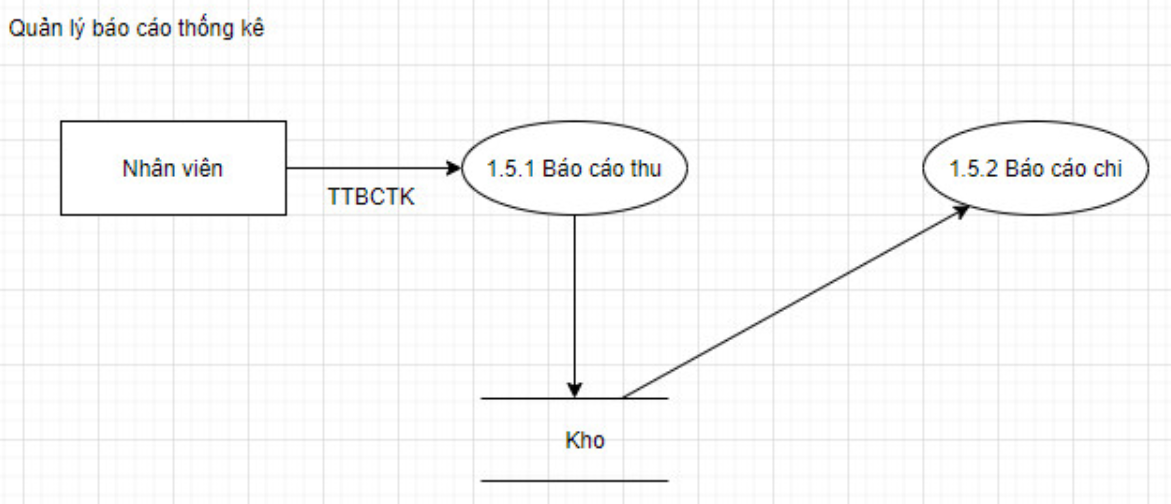 Quản lý báo cáo thống kê
Nhân viên
TTBCTK
1.5.1 Báo cáo thu
1.5.2 Báo cáo chi
Kho